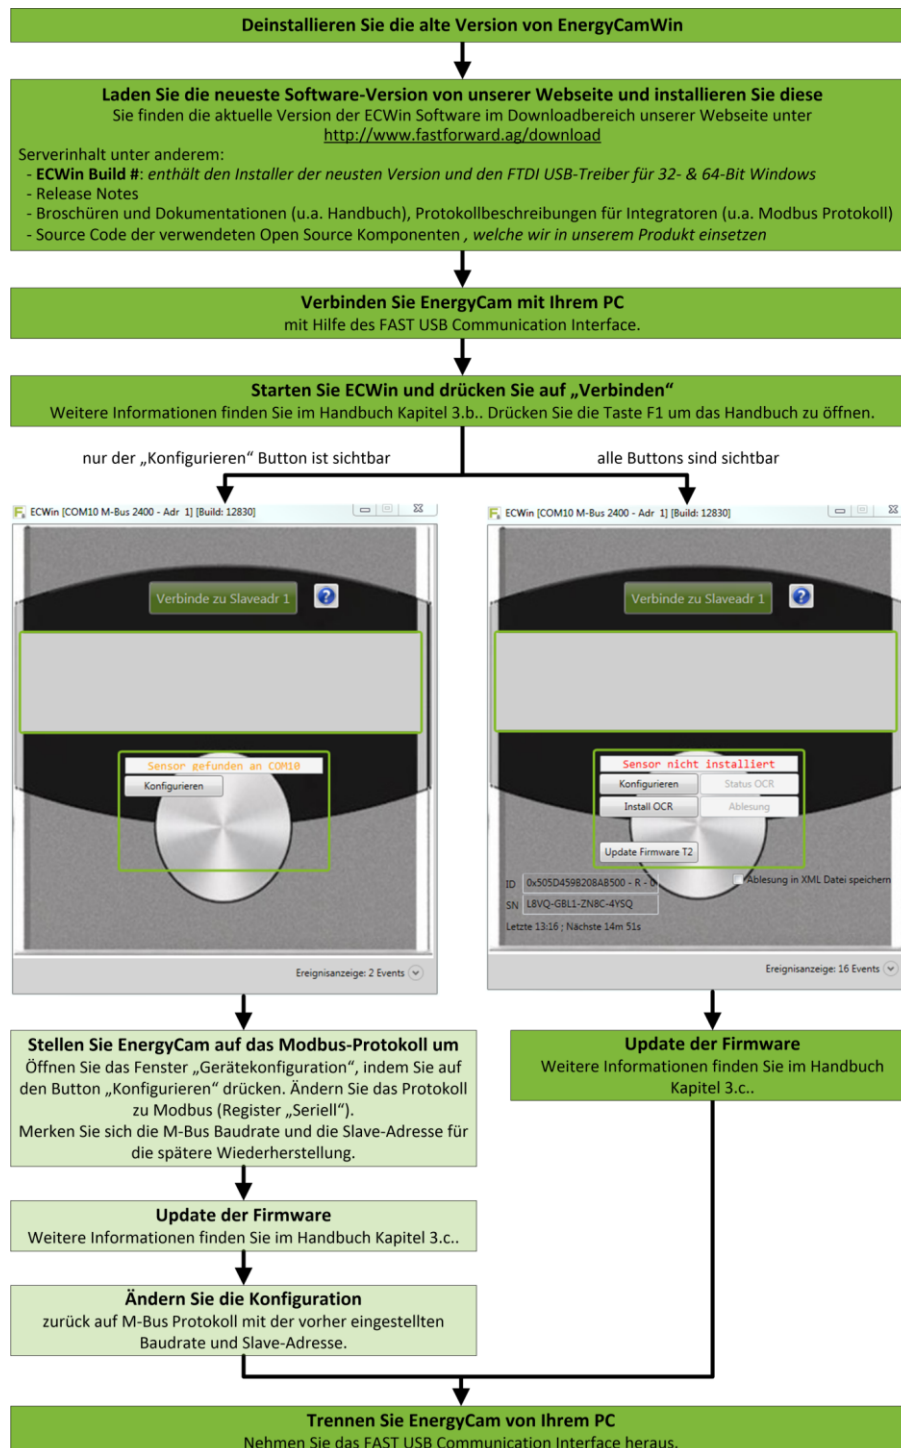 Deinstallieren Sie die alte Version von EnergyCamWin
Laden Sie die neueste Software-Version von unserer Webseite und installieren Sie diese
Sie finden die aktuelle Version der ECWin Software im Downloadbereich unserer Webseite unter
http://www.fastforward.ag/download
Serverinhalt unter anderem:
- ECWin Build #: enthält den Installer der neusten Version und den FTDI USB-Treiber für 32- & 64-Bit Windows
- Release Notes
- Broschüren und Dokumentationen (u.a. Handbuch), Protokollbeschreibungen für Integratoren (u.a. Modbus Protokoll)
- Source Code der verwendeten Open Source Komponenten , welche wir in unserem Produkt einsetzen
Verbinden Sie EnergyCam mit Ihrem PC
mit Hilfe des FAST USB Communication Interface.
Starten Sie ECWin und drücken Sie auf „Verbinden“
Weitere Informationen finden Sie im Handbuch Kapitel 3.b.. Drücken Sie die Taste F1 um das Handbuch zu öffnen.
nur der „Konfigurieren“ Button ist sichtbar
alle Buttons sind sichtbar
ECWin [COM10 M-Bus 2400 - Adr 1] [Build: 12830]
Verbinde zu Slaveadr 1
Sensor gefunden an COM10
Konfigurieren
Ereignisanzeige: 2 Events
ECWin [COM10 M-Bus 2400 - Adr 1] [Build: 12830]
Verbinde zu Slaveadr 1
Sensor nicht installiert
Konfigurieren Status OCR
Install OCR Ablesung
Update Firmware T2
ID 0x505D459B208AB500 - R - 0 Ablesung in XML Datei speichern
SN L8VQ-GBL1-ZN8C-4YSQ
Letzte 13:16 ; Nächste 14m 51s
Ereignisanzeige: 16 Events
Stellen Sie EnergyCam auf das Modbus-Protokoll um
Öffnen Sie das Fenster „Gerätekonfiguration“, indem Sie auf
den Button „Konfigurieren“ drücken. Ändern Sie das Protokoll
zu Modbus (Register „Seriell“).
Merken Sie sich die M-Bus Baudrate und die Slave-Adresse für
die spätere Wiederherstellung.
Update der Firmware
Weitere Informationen finden Sie im Handbuch Kapitel 3.c..
Ändern Sie die Konfiguration
zurück auf M-Bus Protokoll mit der vorher eingestellten
Baudrate und Slave-Adresse.
Update der Firmware
Weitere Informationen finden Sie im Handbuch
Kapitel 3.c..
Trennen Sie EnergyCam von Ihrem PC
Nehmen Sie das FAST USB Communication Interface heraus.